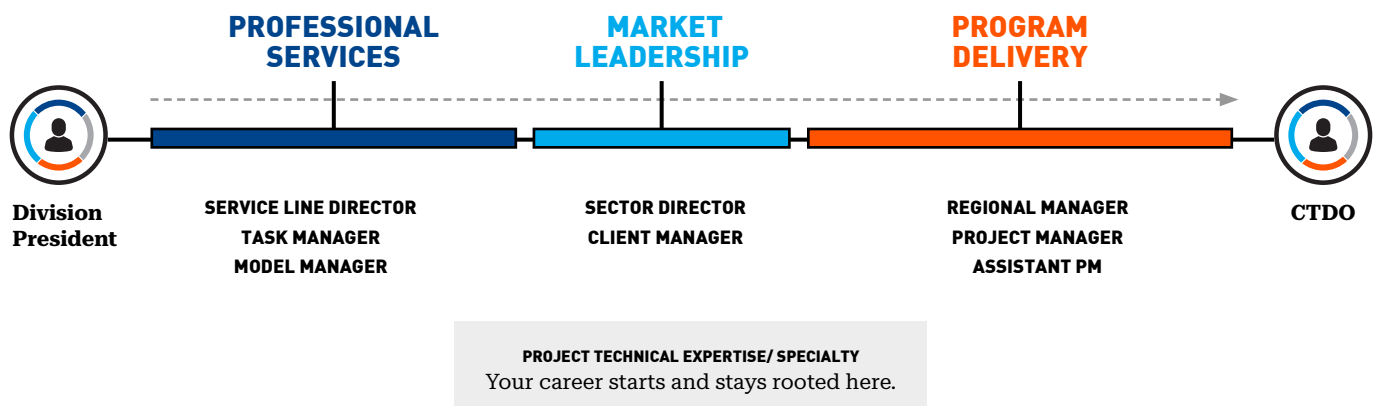 PROFESSIONAL
SERVICES
MARKET
LEADERSHIP
PROGRAM
DELIVERY
Division
President
SERVICE LINE DIRECTOR
TASK MANAGER
MODEL MANAGER
SECTOR DIRECTOR
CLIENT MANAGER
REGIONAL MANAGER
PROJECT MANAGER
ASSISTANT PM
CTDO
PROJECT TECHNICAL EXPERTISE/ SPECIALTY
Your career starts and stays rooted here.